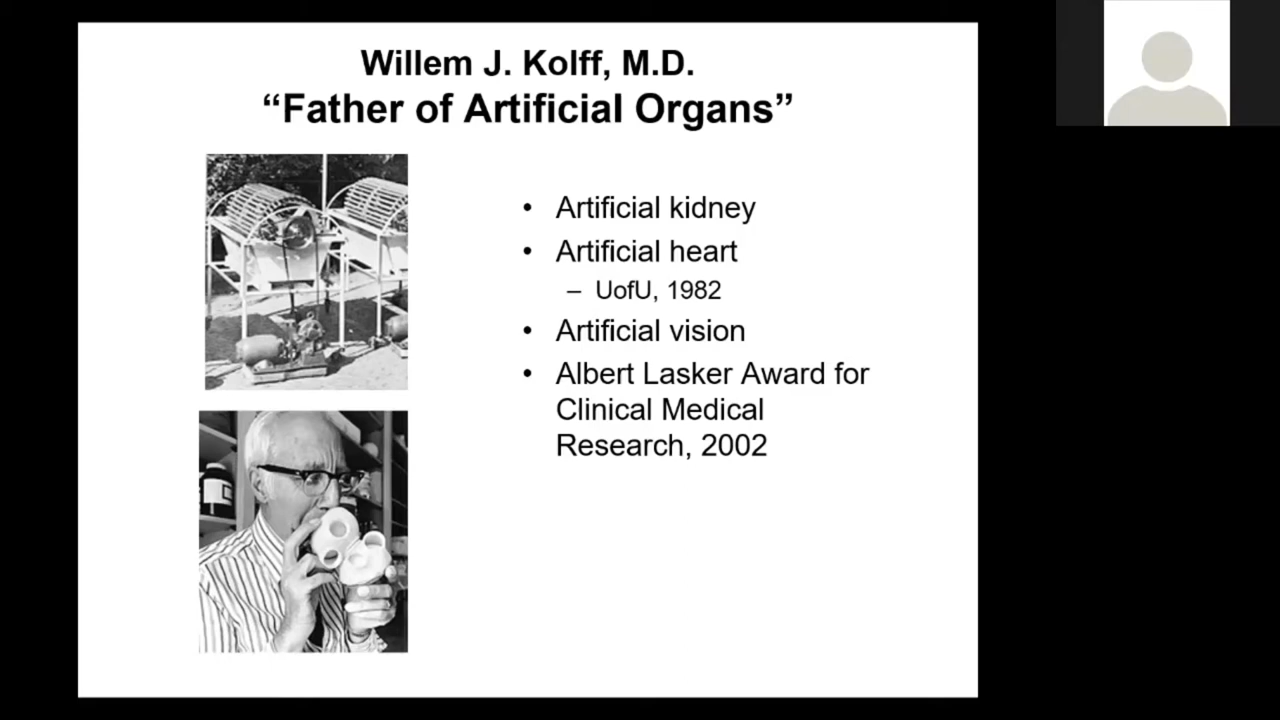 Willem J. Kolff, M.D.
“Father of Artificial Organs”
• Artificial kidney
• Artificial heart
– UofU, 1982
• Artificial vision
• Albert Lasker Award for
Clinical Medical
Research, 2002